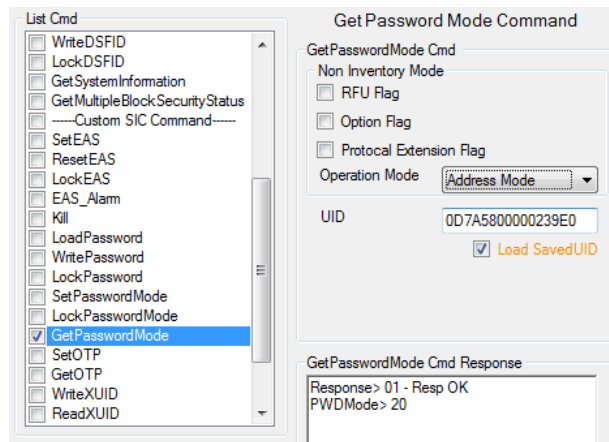 List Cmd
WriteDSFID
LockDSFID
GetSystemInformation
GetMultipleBlockSecurityStatus
------Custom SIC Command------
SetEAS
ResetEAS
LockEAS
EAS_Alarm
Kill
LoadPassword
WritePassword
LockPassword
SetPasswordMode
LockPasswordMode
GetPasswordMode
SetOTP
GetOTP
WriteXUID
ReadXUID
Get Password Mode Command
GetPasswordMode Cmd
Non Inventory Mode
RFU Flag
Option Flag
Protocal Extension Flag
Operation Mode
Address Mode
UID
0D7A5800000239E0
Load SavedUID
GetPasswordMode Cmd Response
Response> 01 - Resp OK
PWDMode> 20